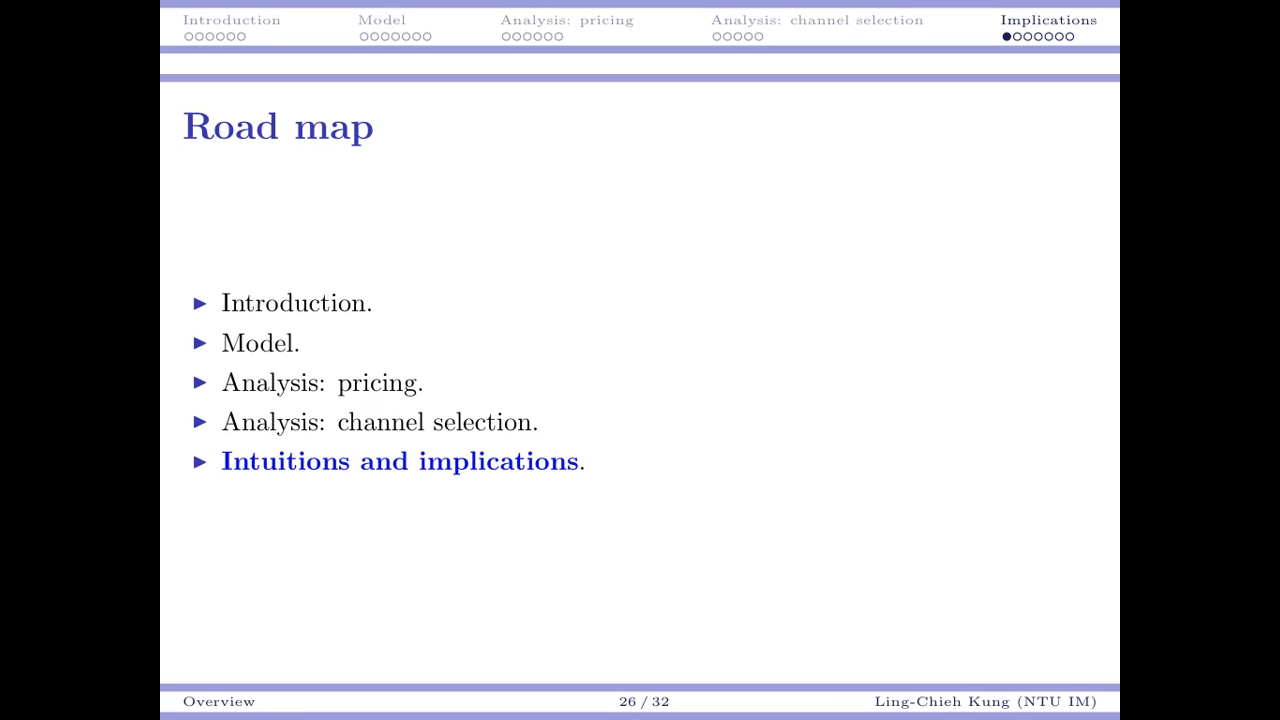 Introduction Model Analysis: pricing Analysis: channel selection Implications
Road map
Introduction.
Model.
Analysis: pricing.
Analysis: channel selection.
Intuitions and implications.
Overview 26 / 32 Ling-Chieh Kung (NTU IM)